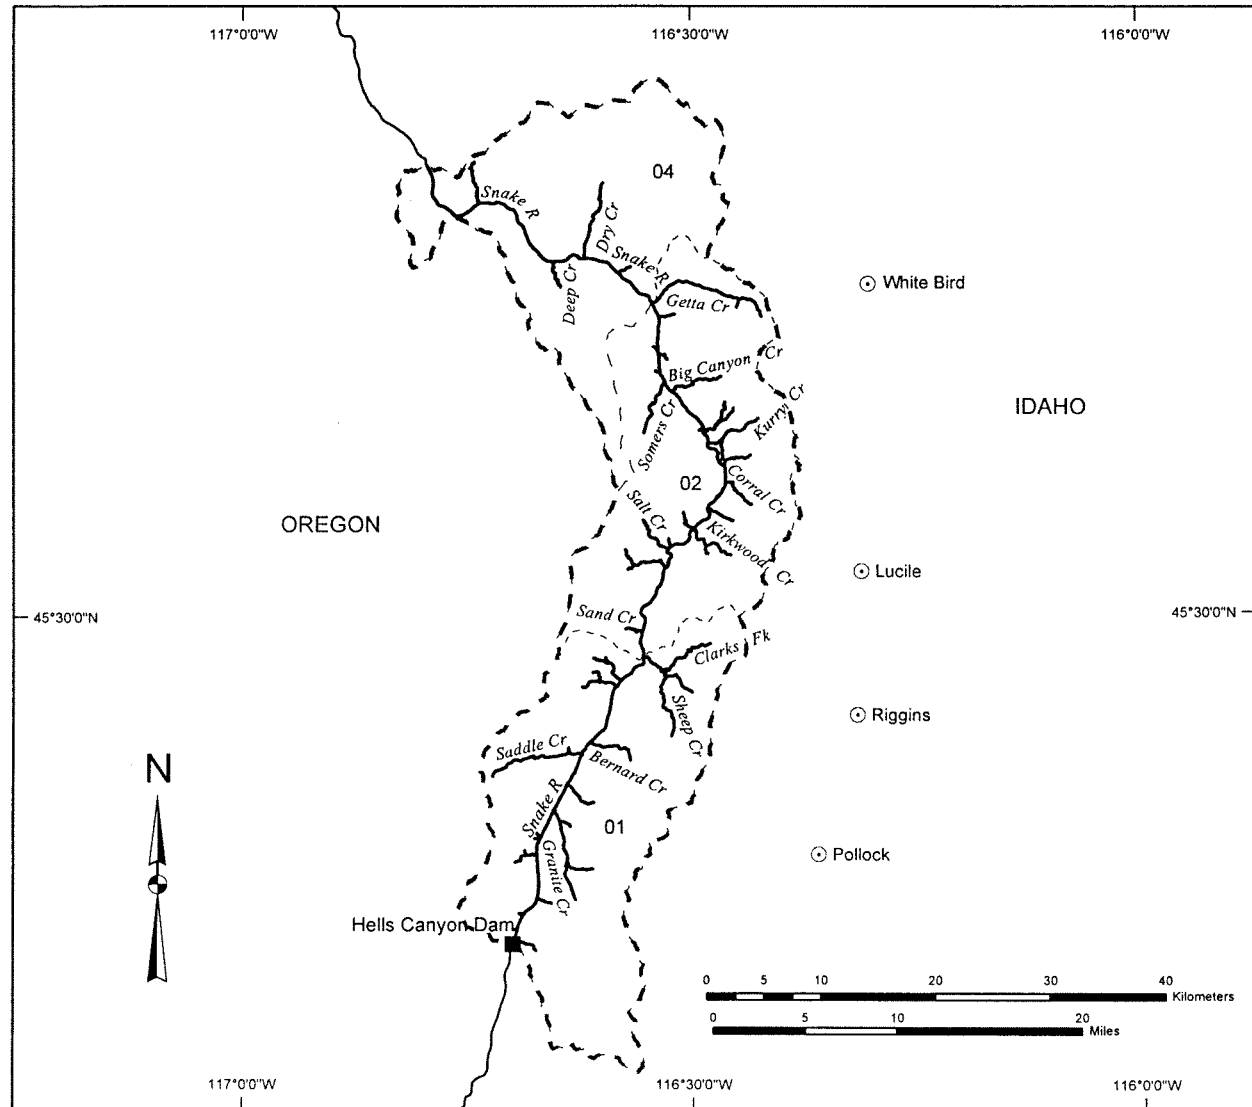 117°0'0"W
116°30'0"W
116°0'0"W
04
Snake R
Dry Cr
Snake R
Deep Cr
Getta Cr
White Bird
Big Canyon Cr
Somers Cr
Kurry Cr
IDAHO
02
Corral Cr
Salt Cr
OREGON
Kirkwood Cr
Lucile
45°30'0"N
Sand Cr
45°30'0"N
Clarks Fk
Sheep Cr
Riggins
Saddle Cr
Bernard Cr
N
Snake R
01
Granite Cr
Pollock
Hells Canyon Dam
0 5 10 20 30 40
Kilometers
0 5 10 20
Miles
117°0'0"W
116°30'0"W
116°0'0"W